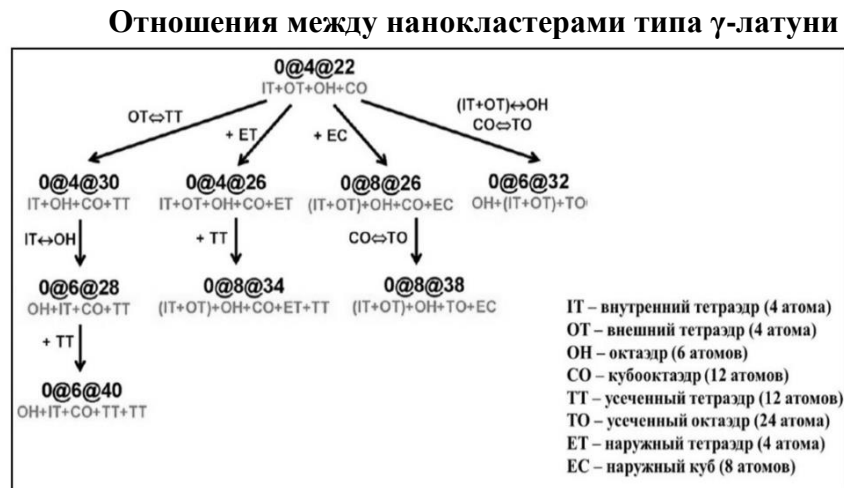 Отношения между нанокластерами типа γ-латуни
0@4@22
IT+OT+OH+CO
OT⇔TT
+ ET
+ EC
(IT+OT)↔OH
CO⇔TO
0@4@30
IT+OH+CO+TT
0@4@26
IT+OT+OH+CO+ET
0@8@26
(IT+OT)+OH+CO+EC
0@6@32
OH+(IT+OT)+TO
IT↔OH
+ TT
CO⇔TO
0@6@28
OH+IT+CO+TT
0@8@34
(IT+OT)+OH+CO+ET+TT
0@8@38
(IT+OT)+OH+TO+EC
+ TT
0@6@40
OH+IT+CO+TT+TT
IT – внутренний тетраэдр (4 атома)
OT – внешний тетраэдр (4 атома)
OH – октаэдр (6 атомов)
CO – кубооктаэдр (12 атомов)
TT – усеченный тетраэдр (12 атомов)
TO – усеченный октаэдр (24 атома)
ET – наружный тетраэдр (4 атома)
EC – наружный куб (8 атомов)